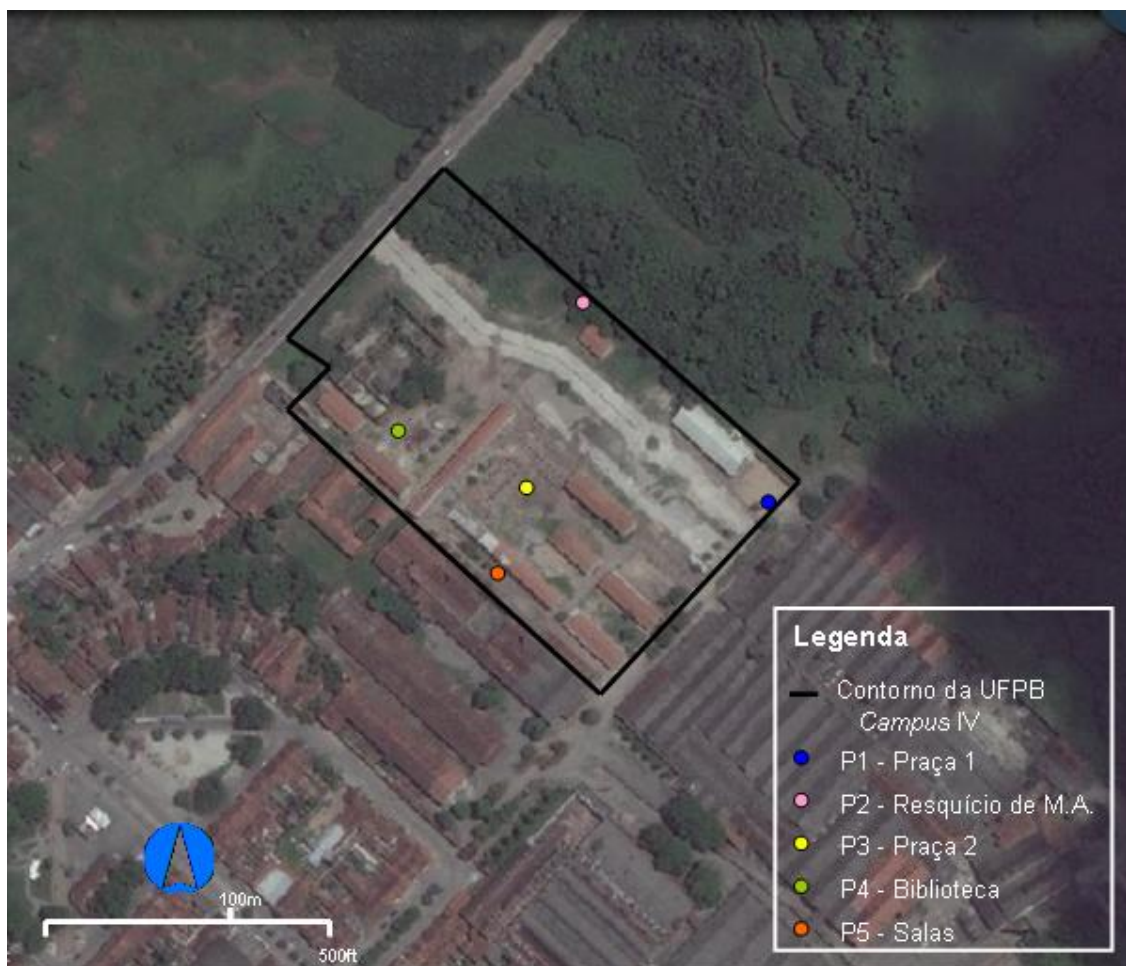 Legenda
Contorno da UFPB
Campus IV
P1 - Praça 1
P2 - Resquício de M.A.
P3 - Praça 2
P4 - Biblioteca
P5 - Salas
100m
500ft